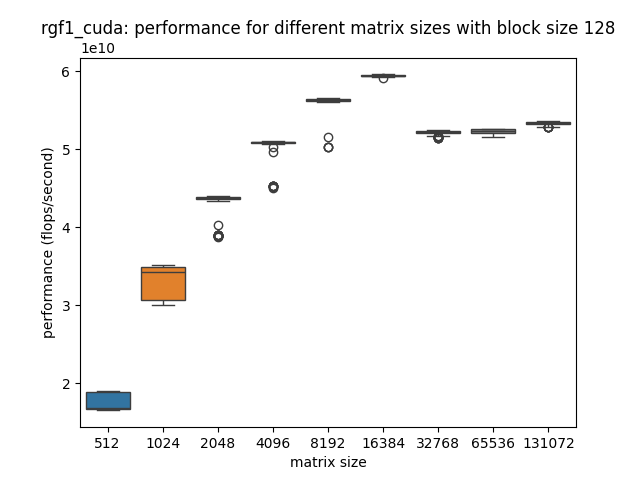 rgf1_cuda: performance for different matrix sizes with block size 128
1e10
6
5
4
3
2
performance (flops/second)
512 1024 2048 4096 8192 16384 32768 65536 131072
matrix size